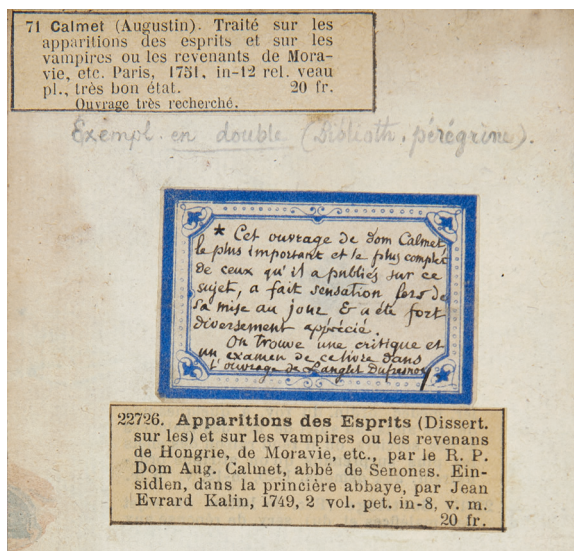 71 Calmet (Augustin). Traité sur les
apparitions des esprits et sur les
vampires ou les revenants de Mora-
vie, etc. Paris, 1751, in-12 rel. veau
pl., très bon état. 20 fr.
Ouvrage très recherché.
Exempl. en double (Biblioth. pérégrine).
* Cet ouvrage de dom Calmet,
le plus important et le plus complet
de ceux qu'il a publiés sur ce
sujet, a fait sensation lors de
sa mise au jour & a été fort
diversement apprécié.
On trouve une critique et
un examen de ce livre dans
l'ouvrage de Langlet Dufresnoy
22726. Apparitions des Esprits (Dissert.
sur les) et sur les vampires ou les revenans
de Hongrie, de Moravie, etc., par le R. P.
Dom Aug. Calmet, abbé de Senones. Ein-
sidlen, dans la princière abbaye, par Jean
Evrard Kalin, 1749, 2 vol. pet. in-8, v. m.
20 fr.